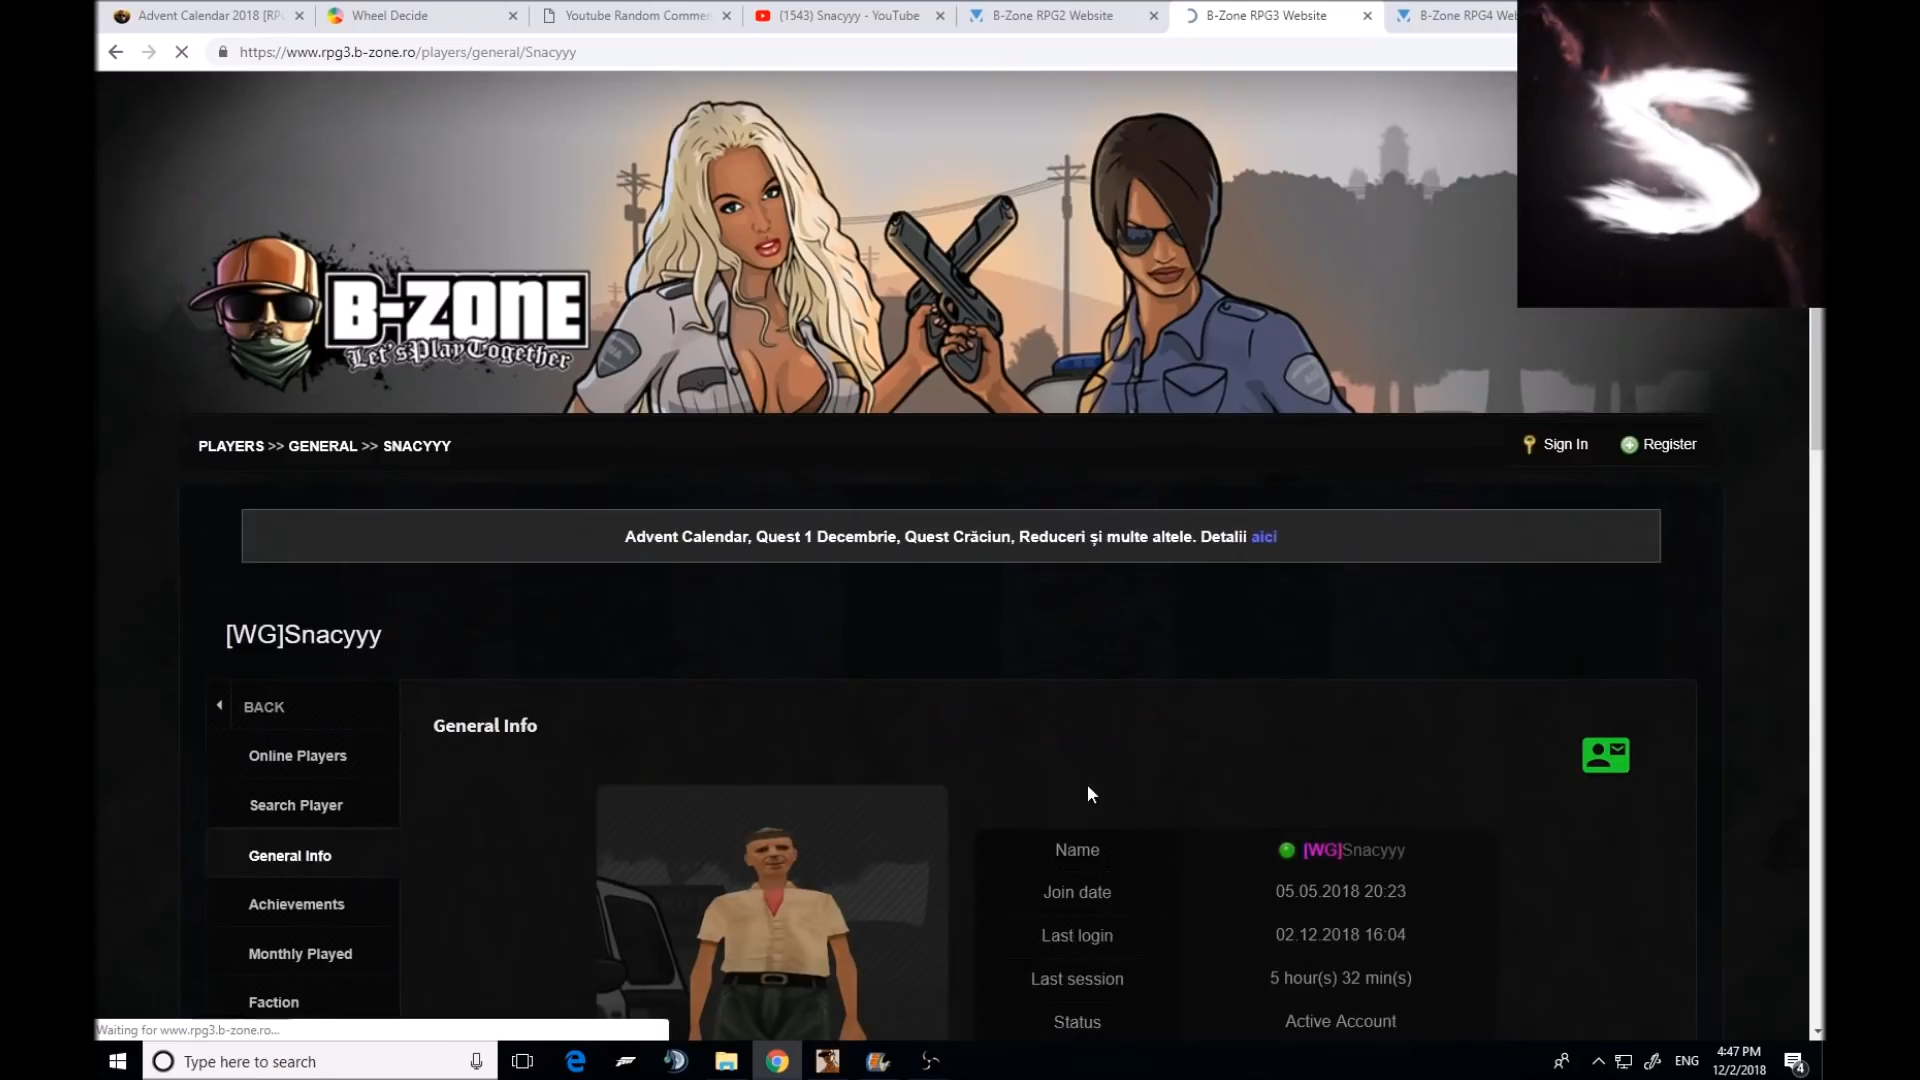 Advent Calendar 2018 [RPG
Wheel Decide
Youtube Random Commen
(1543) Snacyyy - YouTube
B-Zone RPG2 Website
B-Zone RPG3 Website
B-Zone RPG4 Web
https://www.rpg3.b-zone.ro/players/general/Snacyyy
S
B-ZONE
Let'sPlayTogether
PLAYERS >> GENERAL >> SNACYYY
Sign In
Register
Advent Calendar, Quest 1 Decembrie, Quest Crăciun, Reduceri și multe altele. Detalii aici
[WG]Snacyyy
BACK
Online Players
Search Player
General Info
Achievements
Monthly Played
Faction
General Info
Name [WG]Snacyyy
Join date 05.05.2018 20:23
Last login 02.12.2018 16:04
Last session 5 hour(s) 32 min(s)
Status Active Account
Waiting for www.rpg3.b-zone.ro...
Type here to search
ENG
4:47 PM
12/2/2018
4